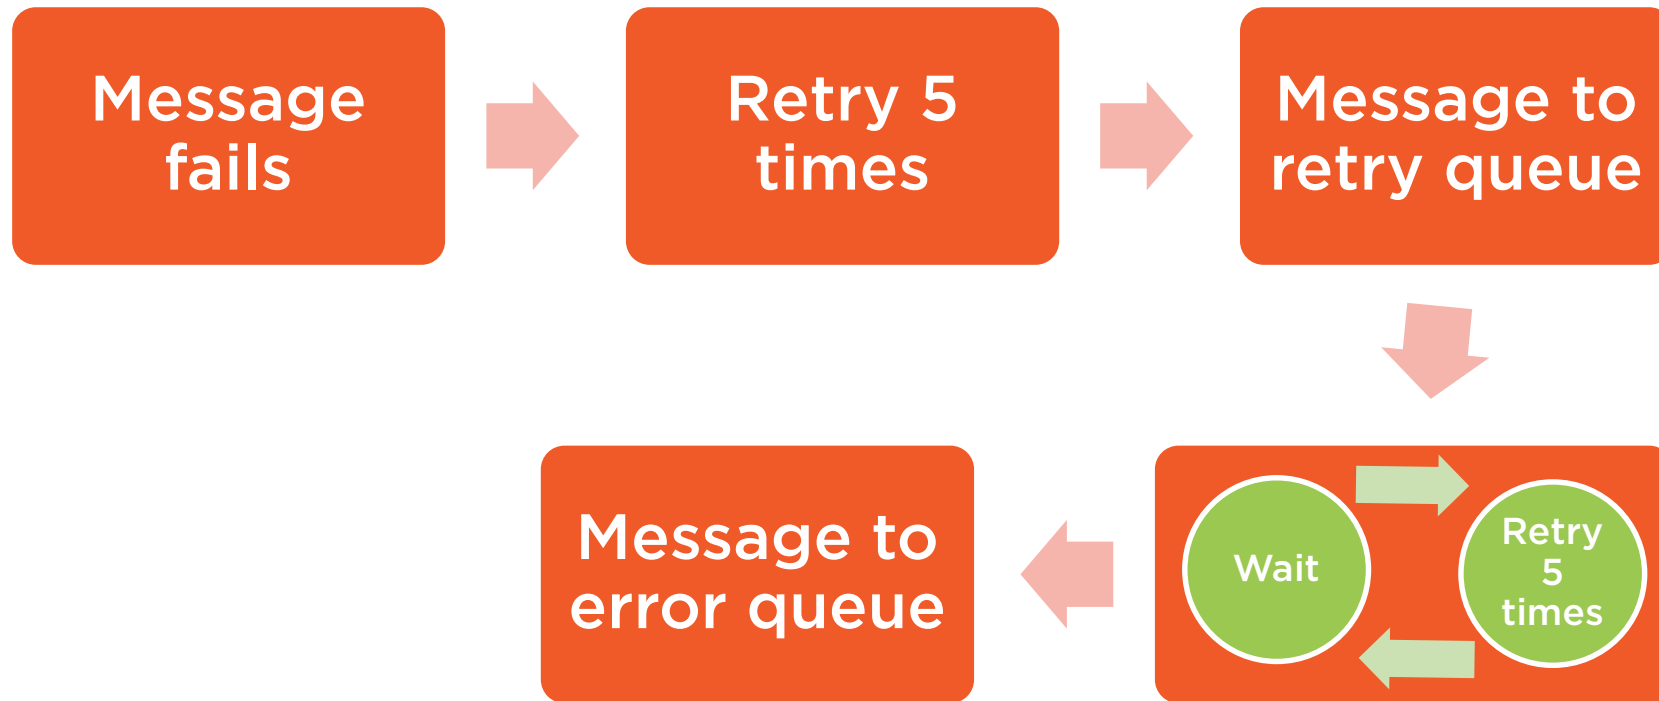 Message
fails
Retry 5
times
Message to
retry queue
Message to
error queue
Wait
Retry
5
times